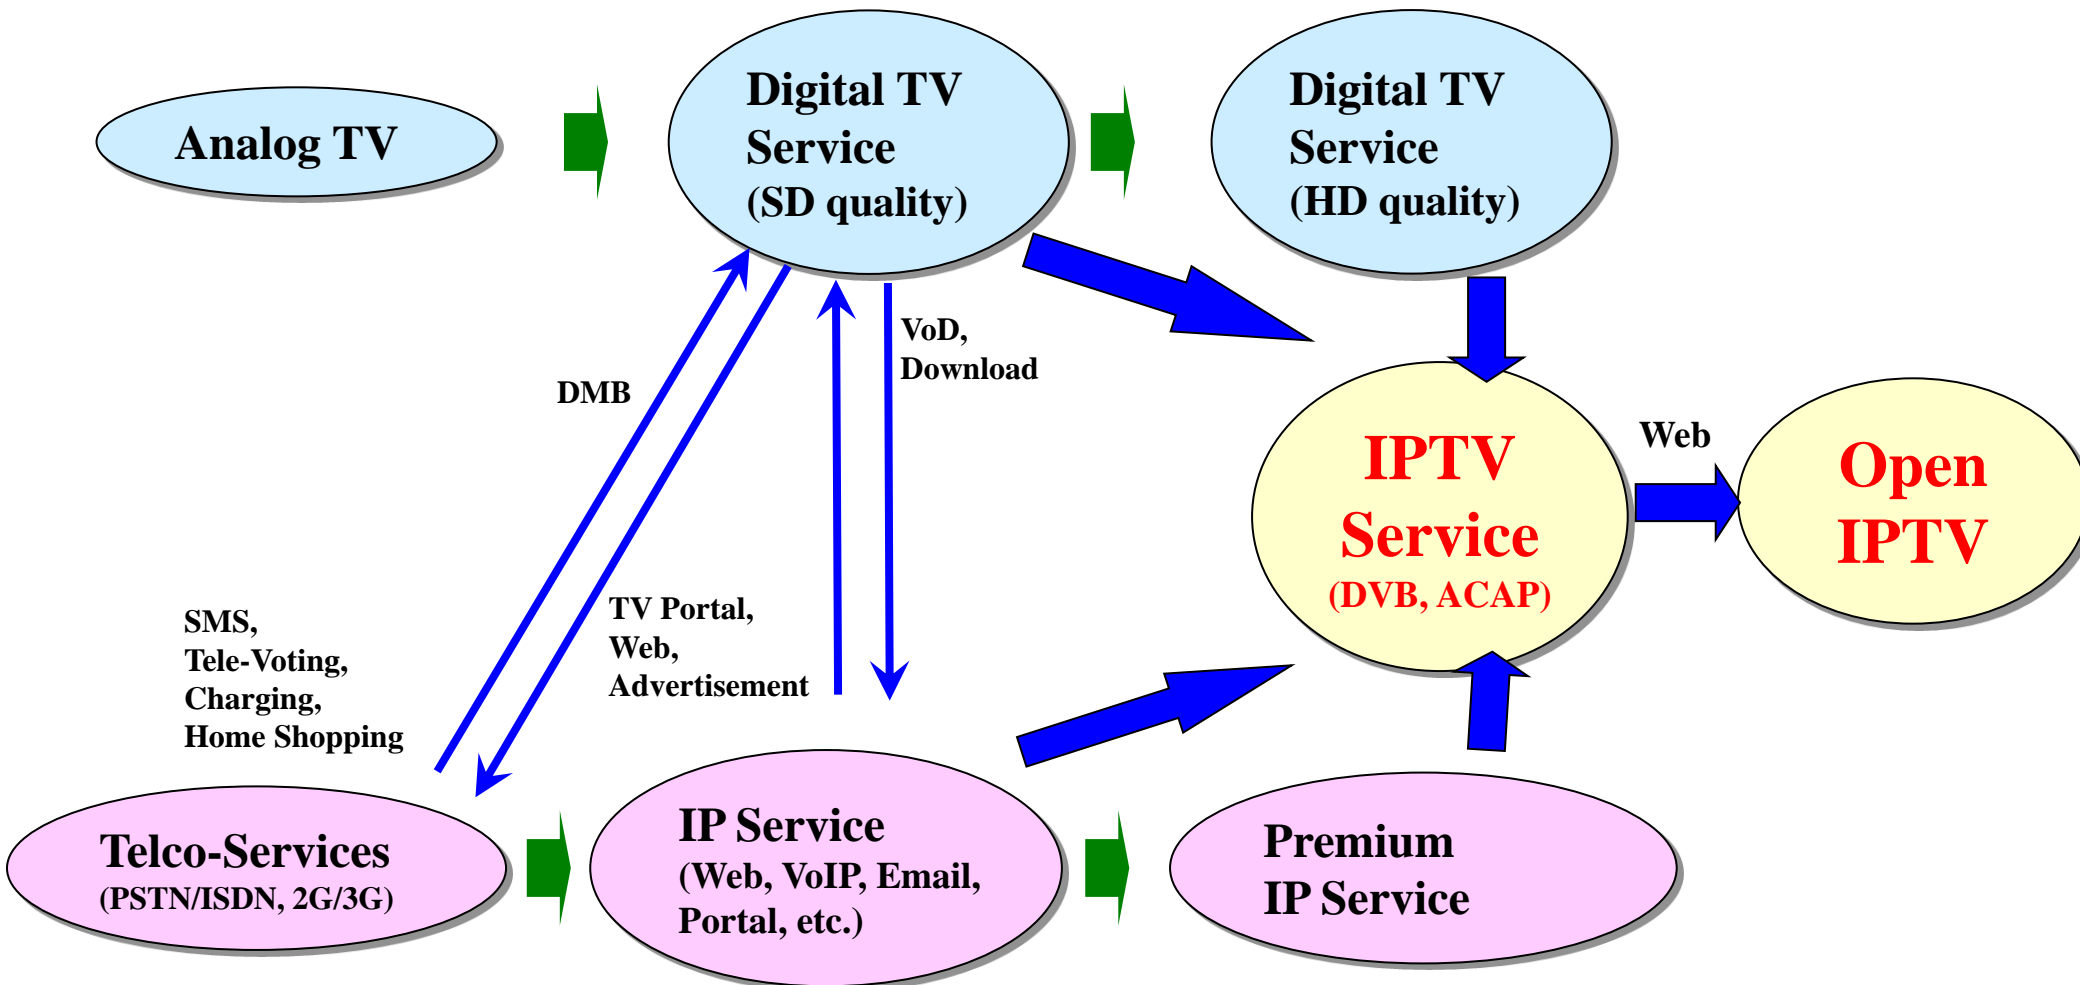 Analog TV
Digital TV
Service
(SD quality)
Digital TV
Service
(HD quality)
DMB
VoD,
Download
SMS,
Tele-Voting,
Charging,
Home Shopping
TV Portal,
Web,
Advertisement
IPTV
Service
(DVB, ACAP)
Web
Open
IPTV
Telco-Services
(PSTN/ISDN, 2G/3G)
IP Service
(Web, VoIP, Email,
Portal, etc.)
Premium
IP Service